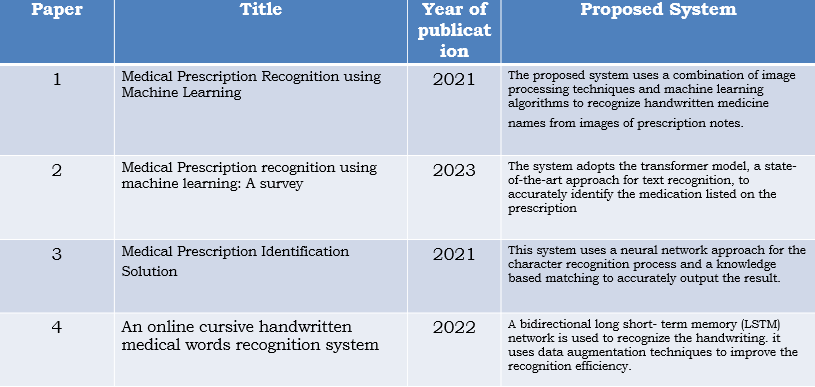 Paper
Title
Year of
publicat
ion
Proposed System
1
Medical Prescription Recognition using
Machine Learning
2021
The proposed system uses a combination of image
processing techniques and machine learning
algorithms to recognize handwritten medicine
names from images of prescription notes.
2
Medical Prescription recognition using
machine learning: A survey
2023
The system adopts the transformer model, a state-
of-the-art approach for text recognition, to
accurately identify the medication listed on the
prescription
3
Medical Prescription Identification
Solution
2021
This system uses a neural network approach for the
character recognition process and a knowledge
based matching to accurately output the result.
4
An online cursive handwritten
medical words recognition system
2022
A bidirectional long short- term memory (LSTM)
network is used to recognize the handwriting. it
uses data augmentation techniques to improve the
recognition efficiency.